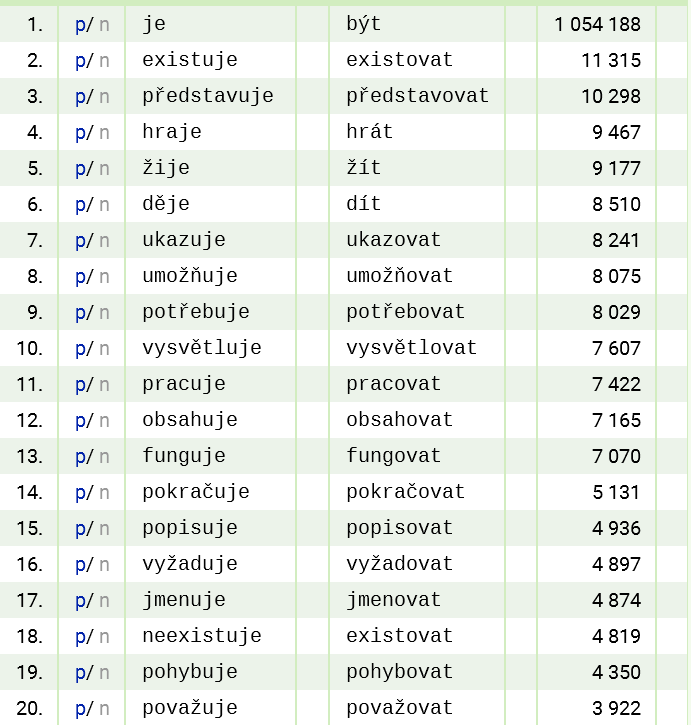 1. p/ n je být 1 054 188
2. p/ n existuje existovat 11 315
3. p/ n představuje představovat 10 298
4. p/ n hraje hrát 9 467
5. p/ n žije žít 9 177
6. p/ n děje dít 8 510
7. p/ n ukazuje ukazovat 8 241
8. p/ n umožňuje umožňovat 8 075
9. p/ n potřebuje potřebovat 8 029
10. p/ n vysvětluje vysvětlovat 7 607
11. p/ n pracuje pracovat 7 422
12. p/ n obsahuje obsahovat 7 165
13. p/ n funguje fungovat 7 070
14. p/ n pokračuje pokračovat 5 131
15. p/ n popisuje popisovat 4 936
16. p/ n vyžaduje vyžadovat 4 897
17. p/ n jmenuje jmenovat 4 874
18. p/ n neexistuje existovat 4 819
19. p/ n pohybuje pohybovat 4 350
20. p/ n považuje považovat 3 922